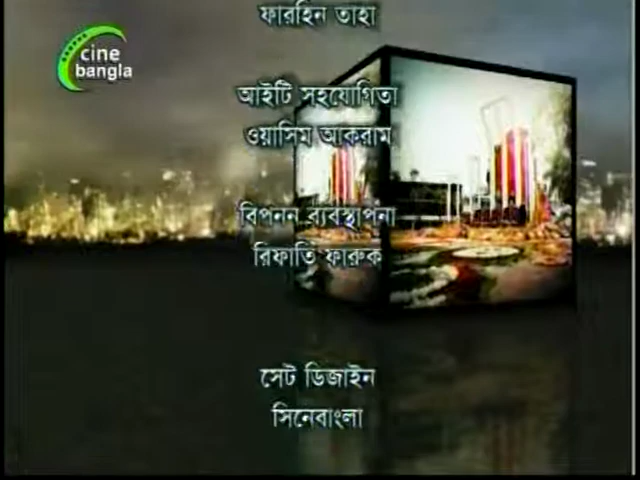 ফারহিন তাহা
cine
bangla
আইটি সহযোগিতা
ওয়াসিম আকরাম
বিপনন ব্যবস্থাপনা
রিফাত ফারুক
সেট ডিজাইন
সিনেবাংলা